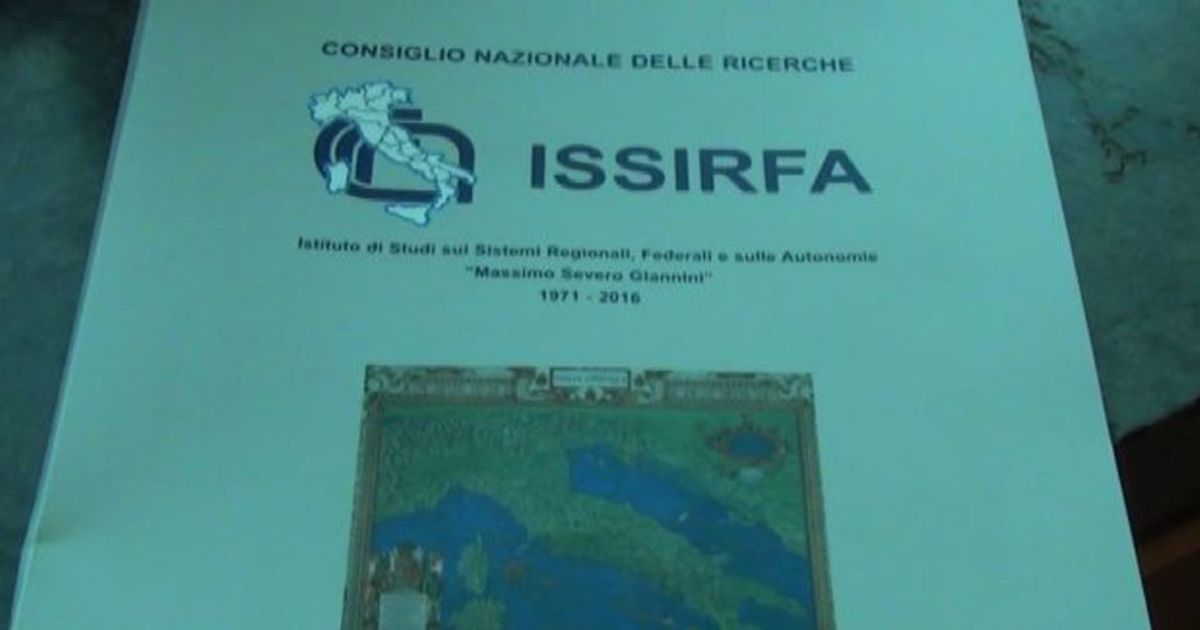 CONSIGLIO NAZIONALE DELLE RICERCHE
ISSIRFA
Istituto di Studi sui Sistemi Regionali, Federali e sulle Autonomie
"Massimo Severo Giannini"
1971 - 2016